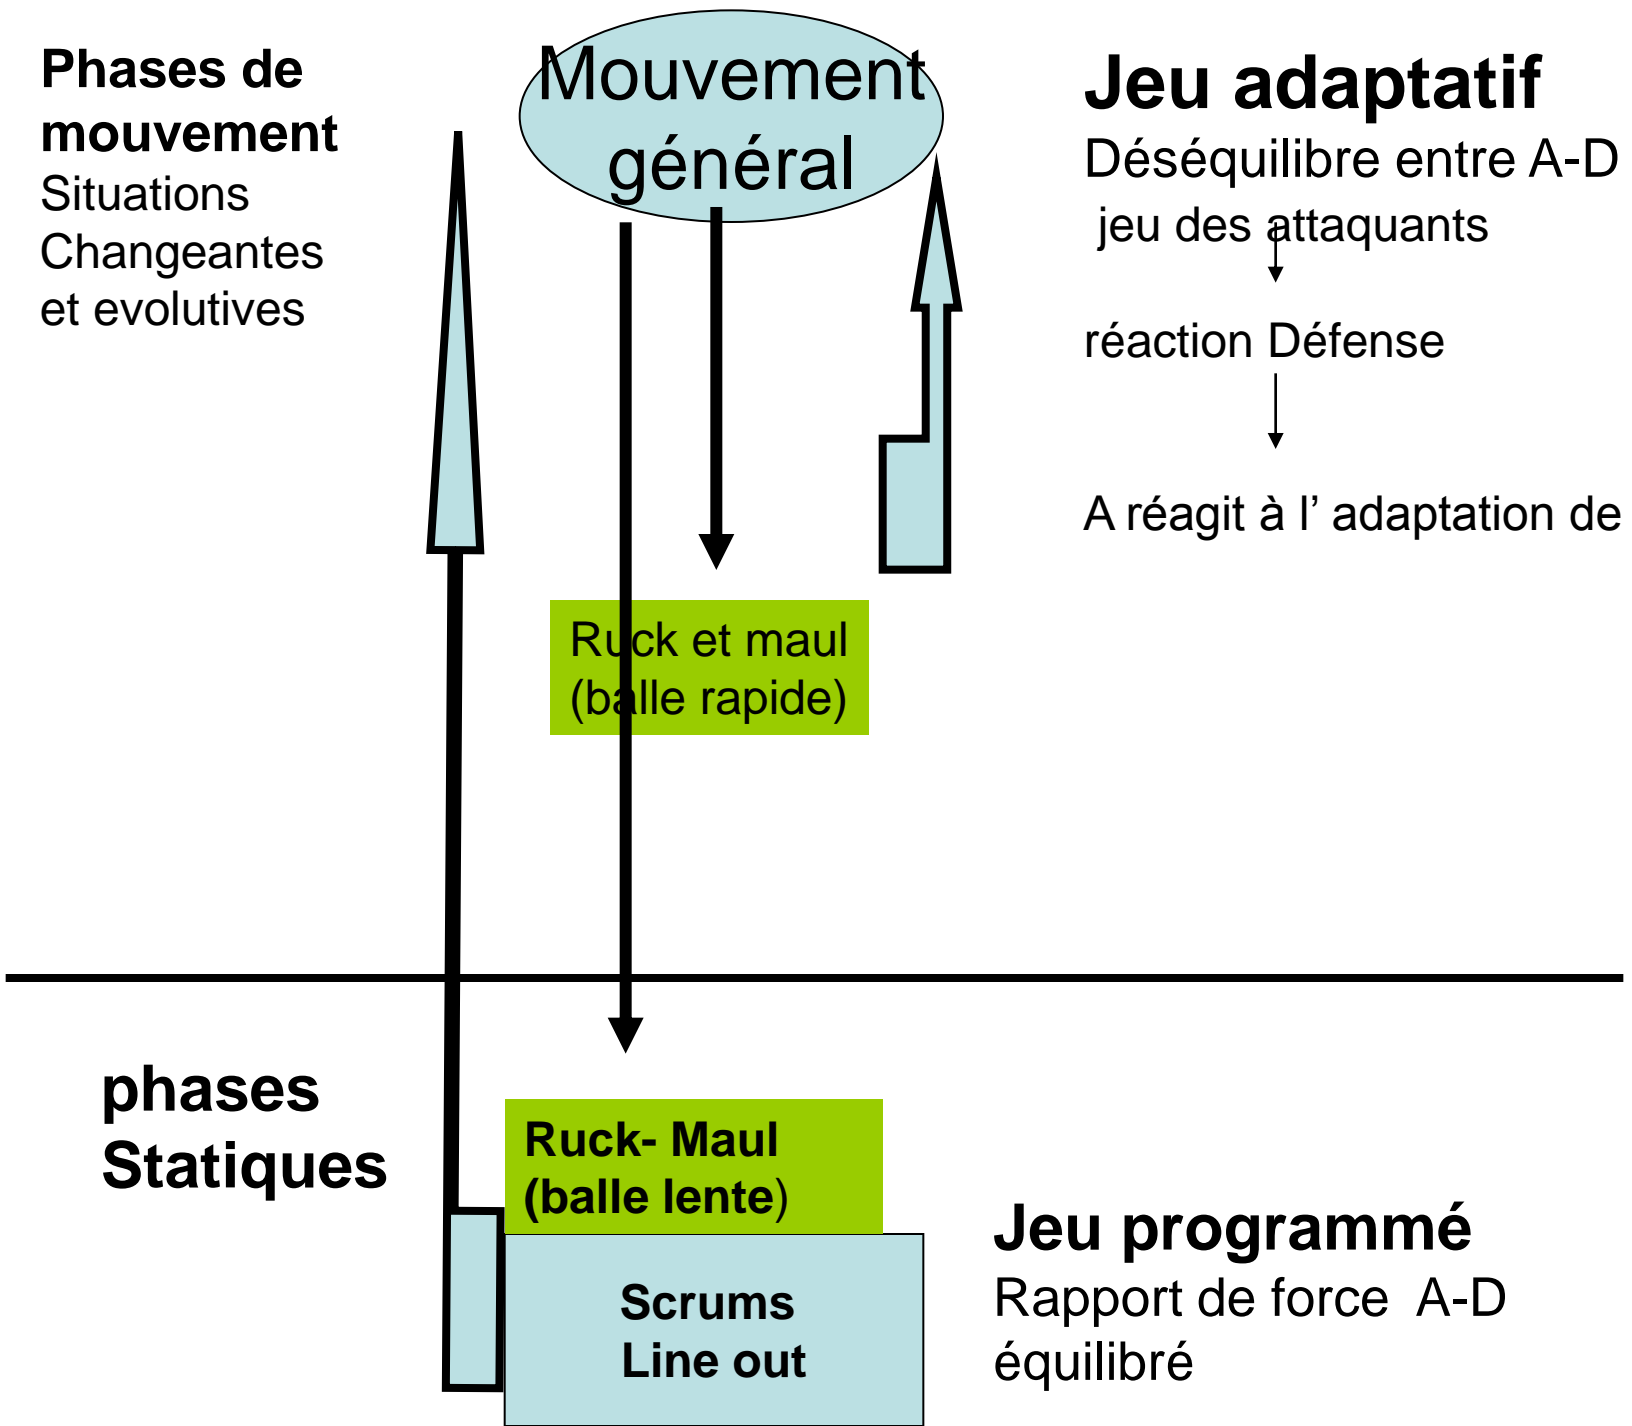 Phases de
mouvement
Situations
Changeantes
et evolutives
Mouvement
général
Jeu adaptatif
Déséquilibre entre A-D
jeu des attaquants
réaction Défense
A réagit à l’ adaptation de
Ruck et maul
(balle rapide)
phases
Statiques
Ruck- Maul
(balle lente)
Scrums
Line out
Jeu programmé
Rapport de force A-D
équilibré